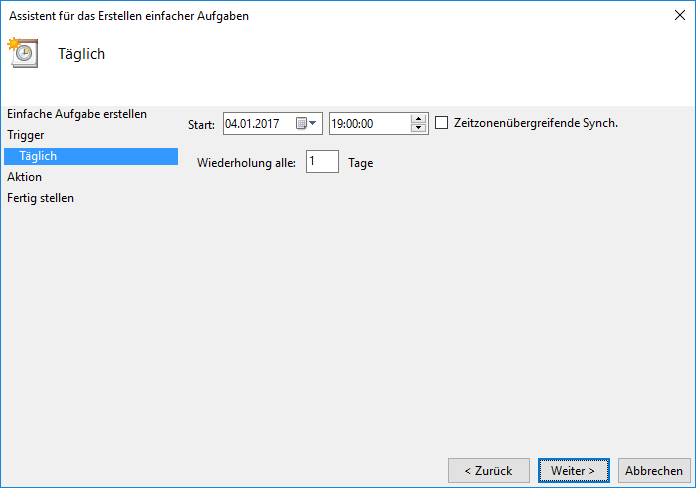 Assistent für das Erstellen einfacher Aufgaben
Täglich
Einfache Aufgabe erstellen
Trigger
Täglich
Aktion
Fertig stellen
Start: 04.01.2017 19:00:00 Zeitzonenübergreifende Synch.
Wiederholung alle: 1 Tage
< Zurück Weiter > Abbrechen